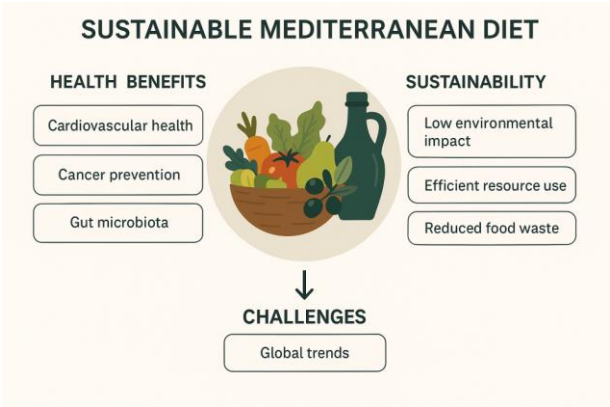 SUSTAINABLE MEDITERRANEAN DIET
HEALTH BENEFITS
Cardiovascular health
Cancer prevention
Gut microbiota
SUSTAINABILITY
Low environmental
impact
Efficient resource use
Reduced food waste
CHALLENGES
Global trends